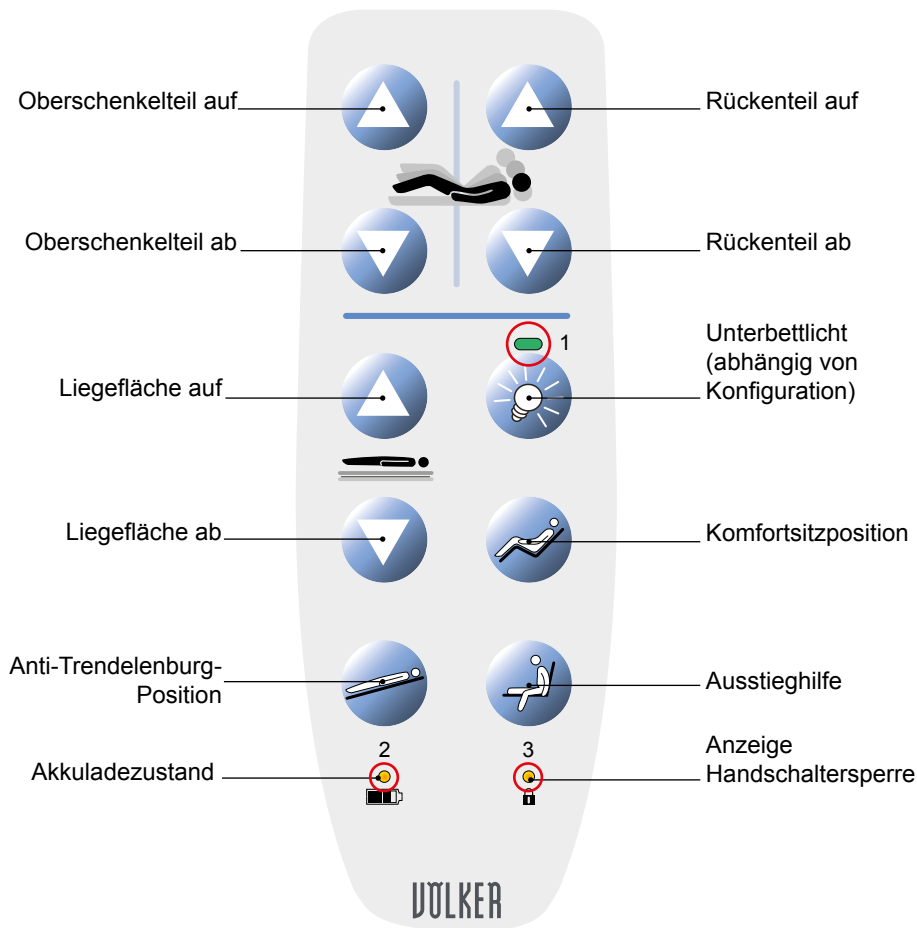 Oberschenkelteil auf
Rückenteil auf
Oberschenkelteil ab
Rückenteil ab
1
Unterbettlicht
(abhängig von
Konfiguration)
Liegefläche auf
Liegefläche ab
Komfortsitzposition
Anti-Trendelenburg-
Position
Ausstieghilfe
2
3
Akkuladezustand
Anzeige
Handschaltersperre
VÖLKER